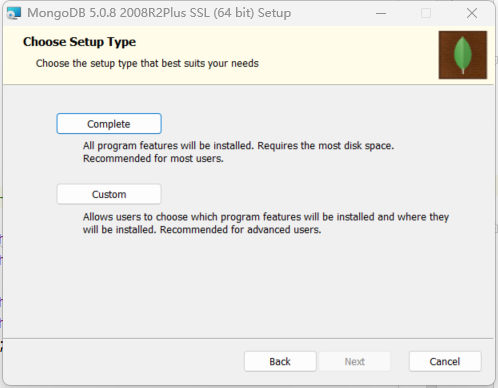 MongoDB 5.0.8 2008R2Plus SSL (64 bit) Setup
Choose Setup Type
Choose the setup type that best suits your needs
Complete
All program features will be installed. Requires the most disk space.
Recommended for most users.
Custom
Allows users to choose which program features will be installed and where they
will be installed. Recommended for advanced users.
Back
Next
Cancel